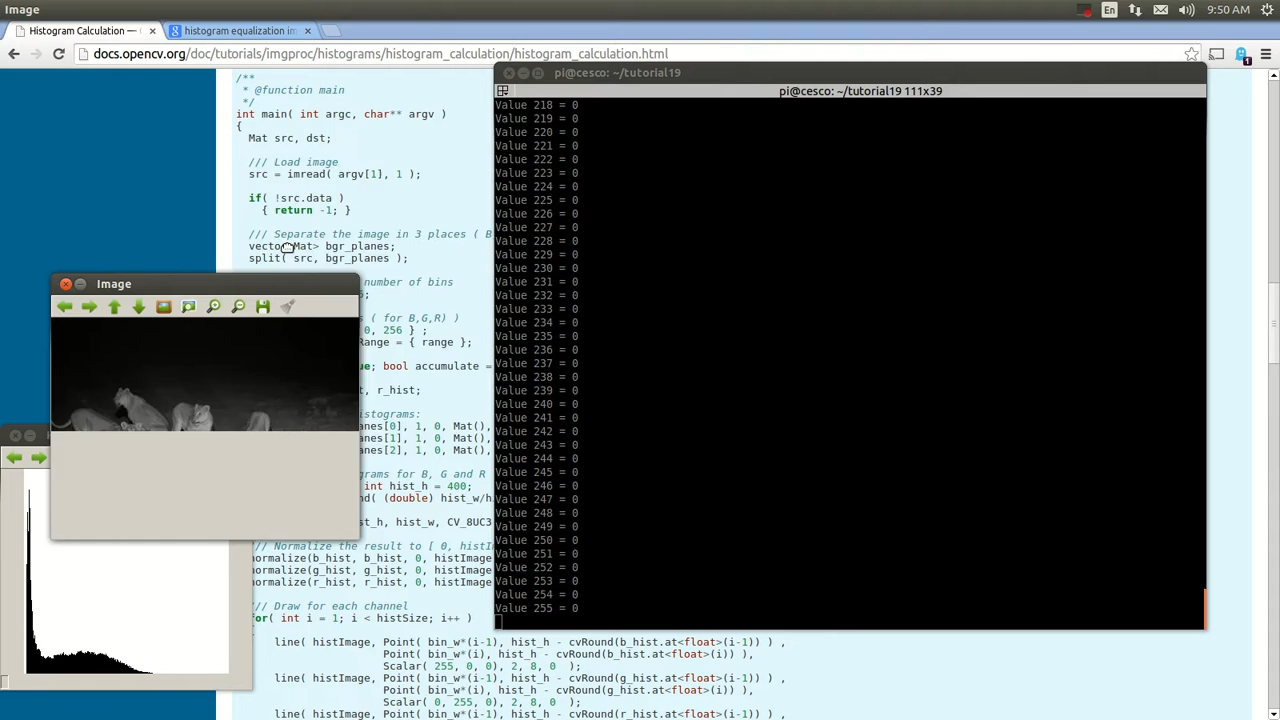 Image
En
9:50 AM
Histogram Calculation —
histogram equalization im
docs.opencv.org/doc/tutorials/imgproc/histograms/histogram_calculation/histogram_calculation.html
1
/**
* @function main
*/
int main( int argc, char** argv )
{
Mat src, dst;
/// Load image
src = imread( argv[1], 1 );
if( !src.data )
{ return -1; }
/// Separate the image in 3 places ( B
vector Mat> bgr_planes;
split( src, bgr_planes );
number of bins
;
s ( for B,G,R) )
0, 256 } ;
Range = { range };
ue; bool accumulate =
, r_hist;
stograms:
anes[0], 1, 0, Mat(),
anes[1], 1, 0, Mat(),
anes[2], 1, 0, Mat(),
grams for B, G and R
int hist_h = 400;
nd( (double) hist_w/h
st_h, hist_w, CV_8UC3
/// Normalize the result to [ 0, histI
normalize(b_hist, b_hist, 0, histImage
normalize(g_hist, g_hist, 0, histImage
normalize(r_hist, r_hist, 0, histImage
/// Draw for each channel
for( int i = 1; i < histSize; i++ )
line( histImage, Point( bin_w*(i-1), hist_h - cvRound(b_hist.at<float>(i-1)) ) ,
Point( bin_w*(i), hist_h - cvRound(b_hist.at<float>(i)) ),
Scalar( 255, 0, 0), 2, 8, 0 );
line( histImage, Point( bin_w*(i-1), hist_h - cvRound(g_hist.at<float>(i-1)) ) ,
Point( bin_w*(i), hist_h - cvRound(g_hist.at<float>(i)) ),
Scalar( 0, 255, 0), 2, 8, 0 );
line( histImage, Point( bin_w*(i-1), hist_h - cvRound(r_hist.at<float>(i-1)) ) ,
Image
pi@cesco: ~/tutorial19
pi@cesco: ~/tutorial19 111x39
Value 218 = 0
Value 219 = 0
Value 220 = 0
Value 221 = 0
Value 222 = 0
Value 223 = 0
Value 224 = 0
Value 225 = 0
Value 226 = 0
Value 227 = 0
Value 228 = 0
Value 229 = 0
Value 230 = 0
Value 231 = 0
Value 232 = 0
Value 233 = 0
Value 234 = 0
Value 235 = 0
Value 236 = 0
Value 237 = 0
Value 238 = 0
Value 239 = 0
Value 240 = 0
Value 241 = 0
Value 242 = 0
Value 243 = 0
Value 244 = 0
Value 245 = 0
Value 246 = 0
Value 247 = 0
Value 248 = 0
Value 249 = 0
Value 250 = 0
Value 251 = 0
Value 252 = 0
Value 253 = 0
Value 254 = 0
Value 255 = 0